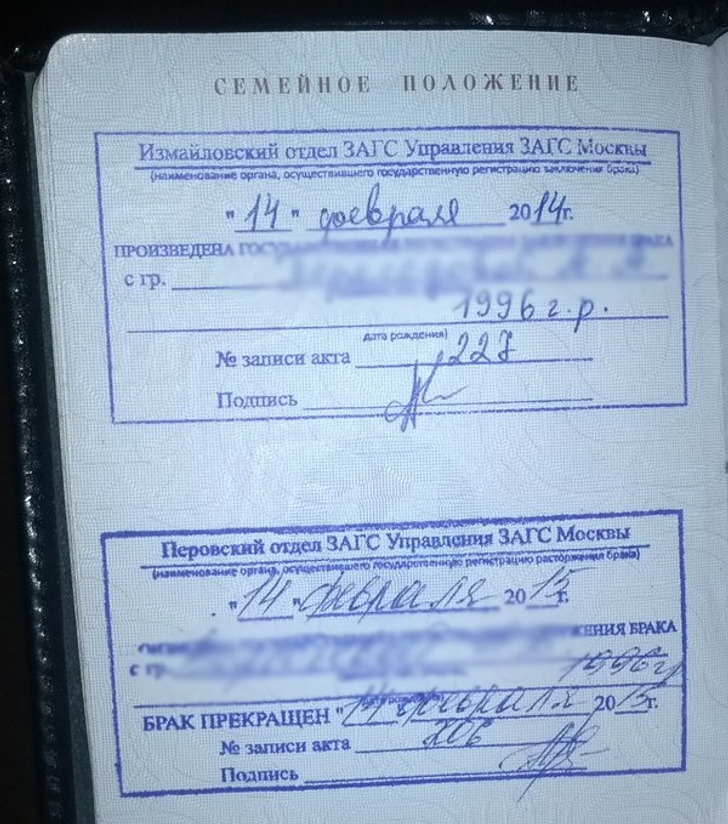 СЕМЕЙНОЕ ПОЛОЖЕНИЕ
Измайловский отдел ЗАГС Управления ЗАГС Москвы
(наименование органа, осуществившего государственную регистрацию заключения брака)
"14" февраля 2014г.
ПРОИЗВЕДЕНА
с гр.
1996 г.р.
дата рождения)
№ записи акта 227
Подпись
Перовский отдел ЗАГС Управления ЗАГС Москвы
(наименование органа, осуществившего государственную регистрацию расторжения брака)
"14" февраля 2015г.
БРАКА
с гр.
1996г
БРАК ПРЕКРАЩЕН "14 февраля 2015г.
№ записи акта
Подпись